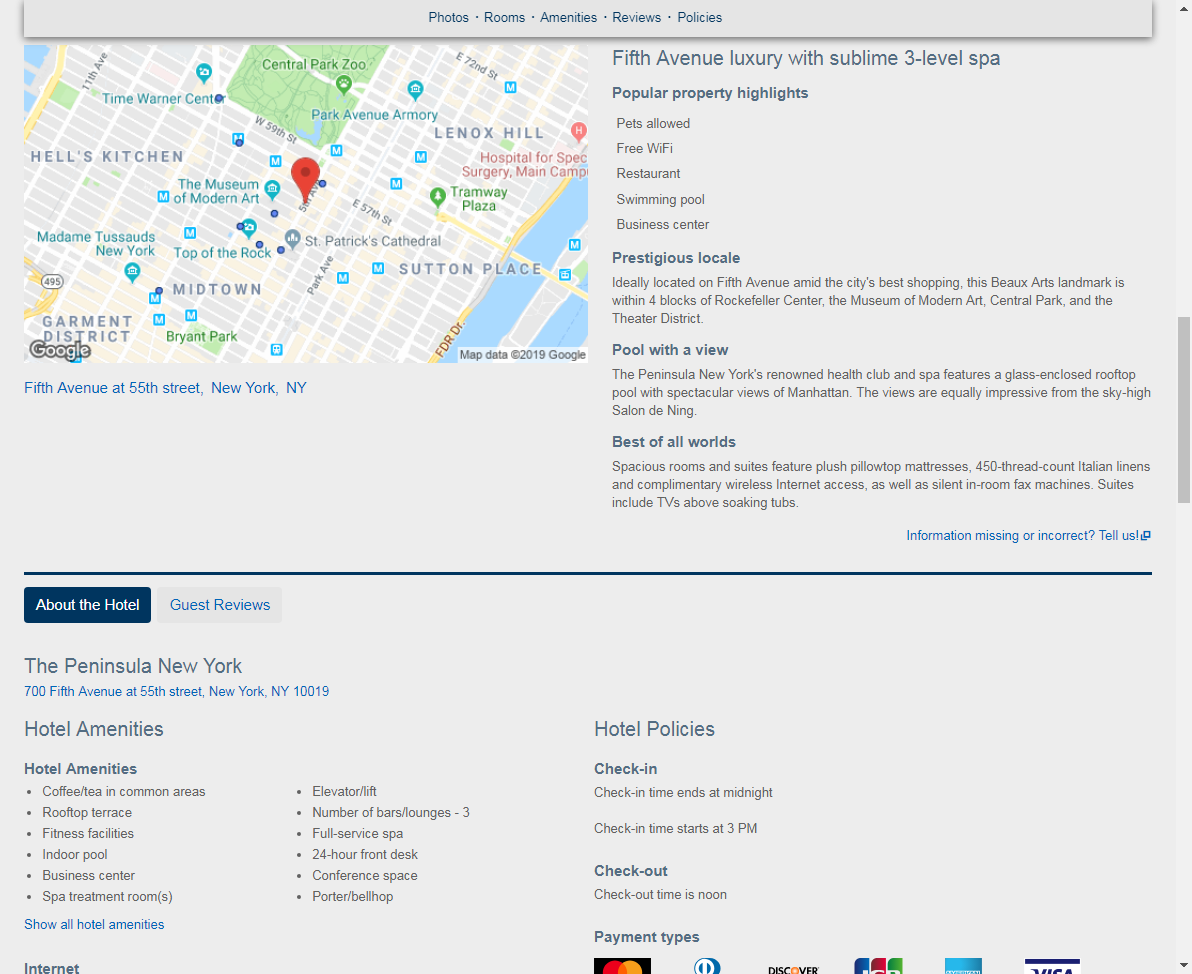 Photos · Rooms · Amenities · Reviews · Policies
11th Ave
Central Park Zoo
E 72nd St
Time Warner Center
Park Avenue Armory
W 59th St
LENOX HILL
HELL'S KITCHEN
Hospital for Spec
Surgery, Main Camp
The Museum
of Modern Art
5th Ave
Tramway
Plaza
E 57th St
Madame Tussauds
New York
Top of the Rock
St. Patrick's Cathedral
SUTTON PLACE
495
MIDTOWN
Park Ave
GARMENT
DISTRICT
Bryant Park
FDR Dr.
Google
Map data ©2019 Google
Fifth Avenue at 55th street, New York, NY
Fifth Avenue luxury with sublime 3-level spa
Popular property highlights
Pets allowed
Free WiFi
Restaurant
Swimming pool
Business center
Prestigious locale
Ideally located on Fifth Avenue amid the city's best shopping, this Beaux Arts landmark is
within 4 blocks of Rockefeller Center, the Museum of Modern Art, Central Park, and the
Theater District.
Pool with a view
The Peninsula New York's renowned health club and spa features a glass-enclosed rooftop
pool with spectacular views of Manhattan. The views are equally impressive from the sky-high
Salon de Ning.
Best of all worlds
Spacious rooms and suites feature plush pillowtop mattresses, 450-thread-count Italian linens
and complimentary wireless Internet access, as well as silent in-room fax machines. Suites
include TVs above soaking tubs.
Information missing or incorrect? Tell us!
About the Hotel
Guest Reviews
The Peninsula New York
700 Fifth Avenue at 55th street, New York, NY 10019
Hotel Amenities
Hotel Amenities
• Coffee/tea in common areas
• Rooftop terrace
• Fitness facilities
• Indoor pool
• Business center
• Spa treatment room(s)
• Elevator/lift
• Number of bars/lounges - 3
• Full-service spa
• 24-hour front desk
• Conference space
• Porter/bellhop
Show all hotel amenities
Internet
Hotel Policies
Check-in
Check-in time ends at midnight
Check-in time starts at 3 PM
Check-out
Check-out time is noon
Payment types
DISCOVER
JCB
VISA